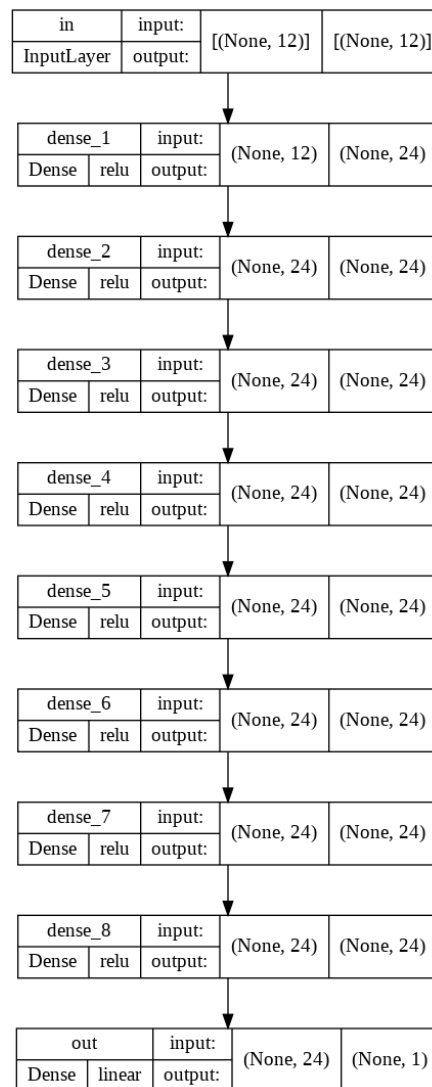 in input: [(None, 12)] [(None, 12)]
InputLayer output:
dense_1 input: (None, 12) (None, 24)
Dense relu output:
dense_2 input: (None, 24) (None, 24)
Dense relu output:
dense_3 input: (None, 24) (None, 24)
Dense relu output:
dense_4 input: (None, 24) (None, 24)
Dense relu output:
dense_5 input: (None, 24) (None, 24)
Dense relu output:
dense_6 input: (None, 24) (None, 24)
Dense relu output:
dense_7 input: (None, 24) (None, 24)
Dense relu output:
dense_8 input: (None, 24) (None, 24)
Dense relu output:
out input: (None, 24) (None, 1)
Dense linear output: